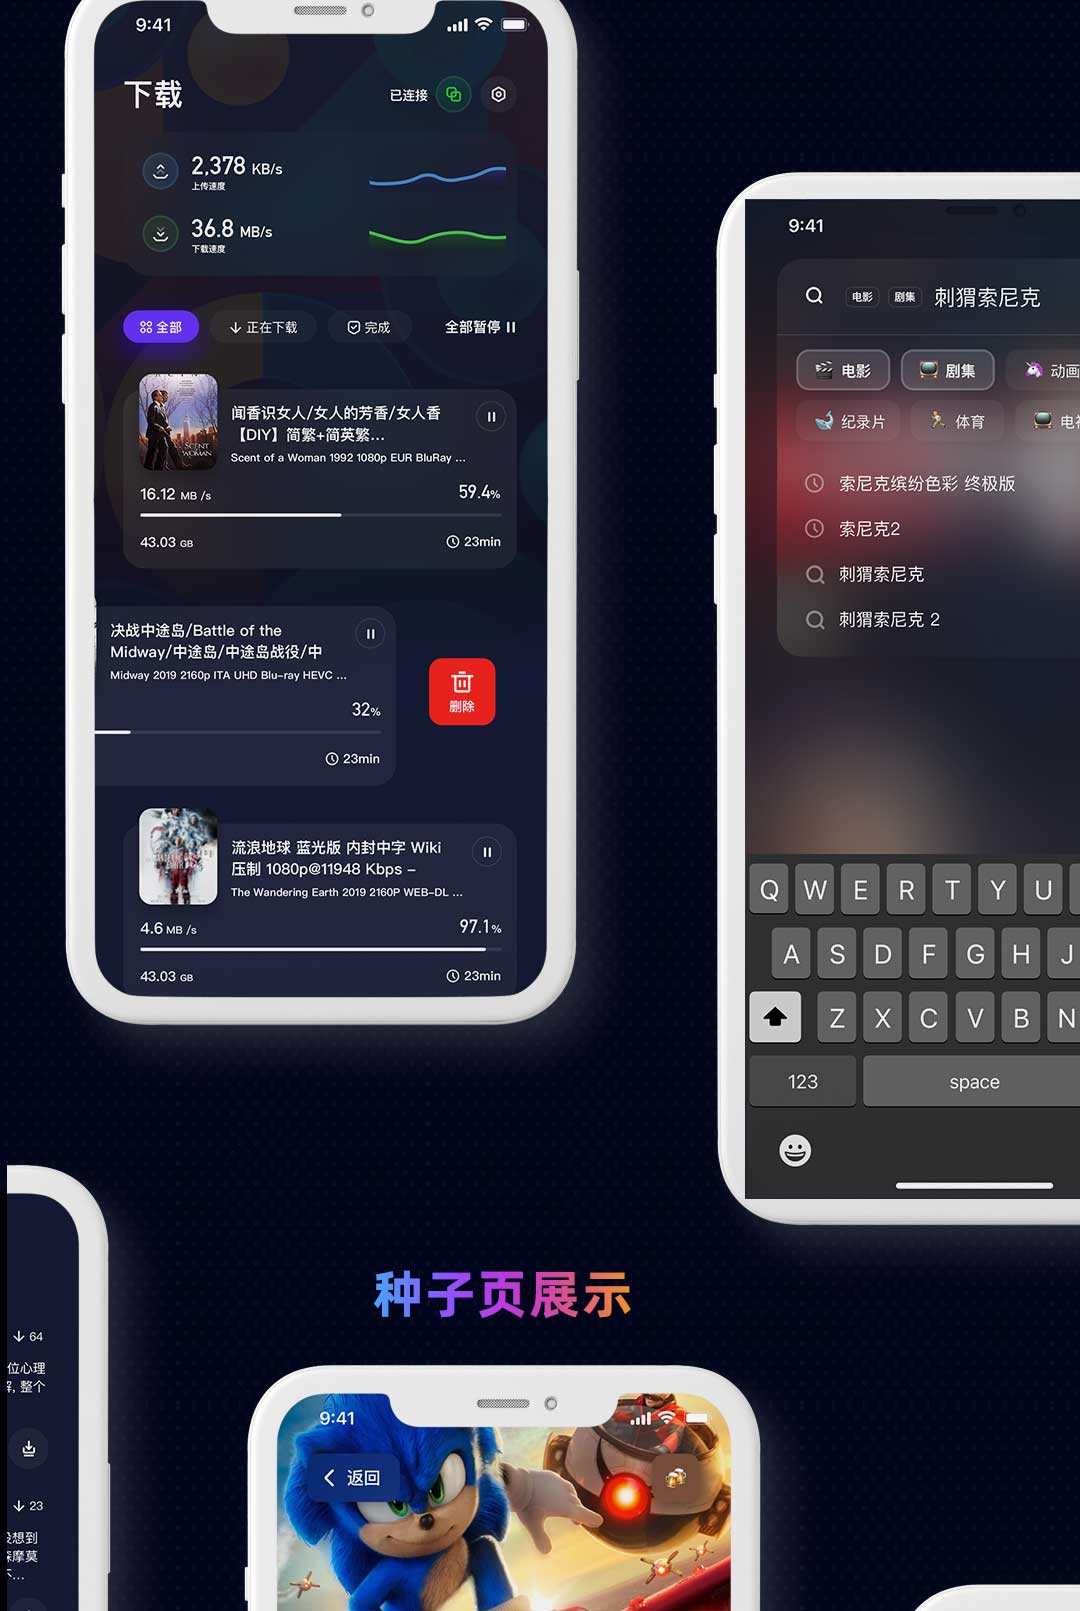 9:41
下载
已连接
2,378 KB/s
上传速度
36.8 MB/s
下载速度
全部
正在下载
完成
全部暂停
闻香识女人/女人的芳香/女人香
【DIY】简繁+简英繁...
Scent of a Woman 1992 1080p EUR BluRay ...
SCENT
WOMAN
16.12 MB /s
59.4%
43.03 GB
23min
决战中途岛/Battle of the
Midway/中途岛/中途岛战役/中
Midway 2019 2160p ITA UHD Blu-ray HEVC ...
32%
23min
删除
流浪地球 蓝光版 内封中字 Wiki
压制 1080p@11948 Kbps –
The Wandering Earth 2019 2160P WEB-DL ...
4.6 MB /s
97.1%
43.03 GB
23min
9:41
电影
剧集
刺猬索尼克
电影
剧集
动画
纪录片
体育
索尼克缤纷色彩 终极版
索尼克2
刺猬索尼克
刺猬索尼克 2
Q W E R T Y U
A S D F G H J
Z X C V B N
123
space
种子页展示
64
位心理
整个
23
想到
摩莫
9:41
返回